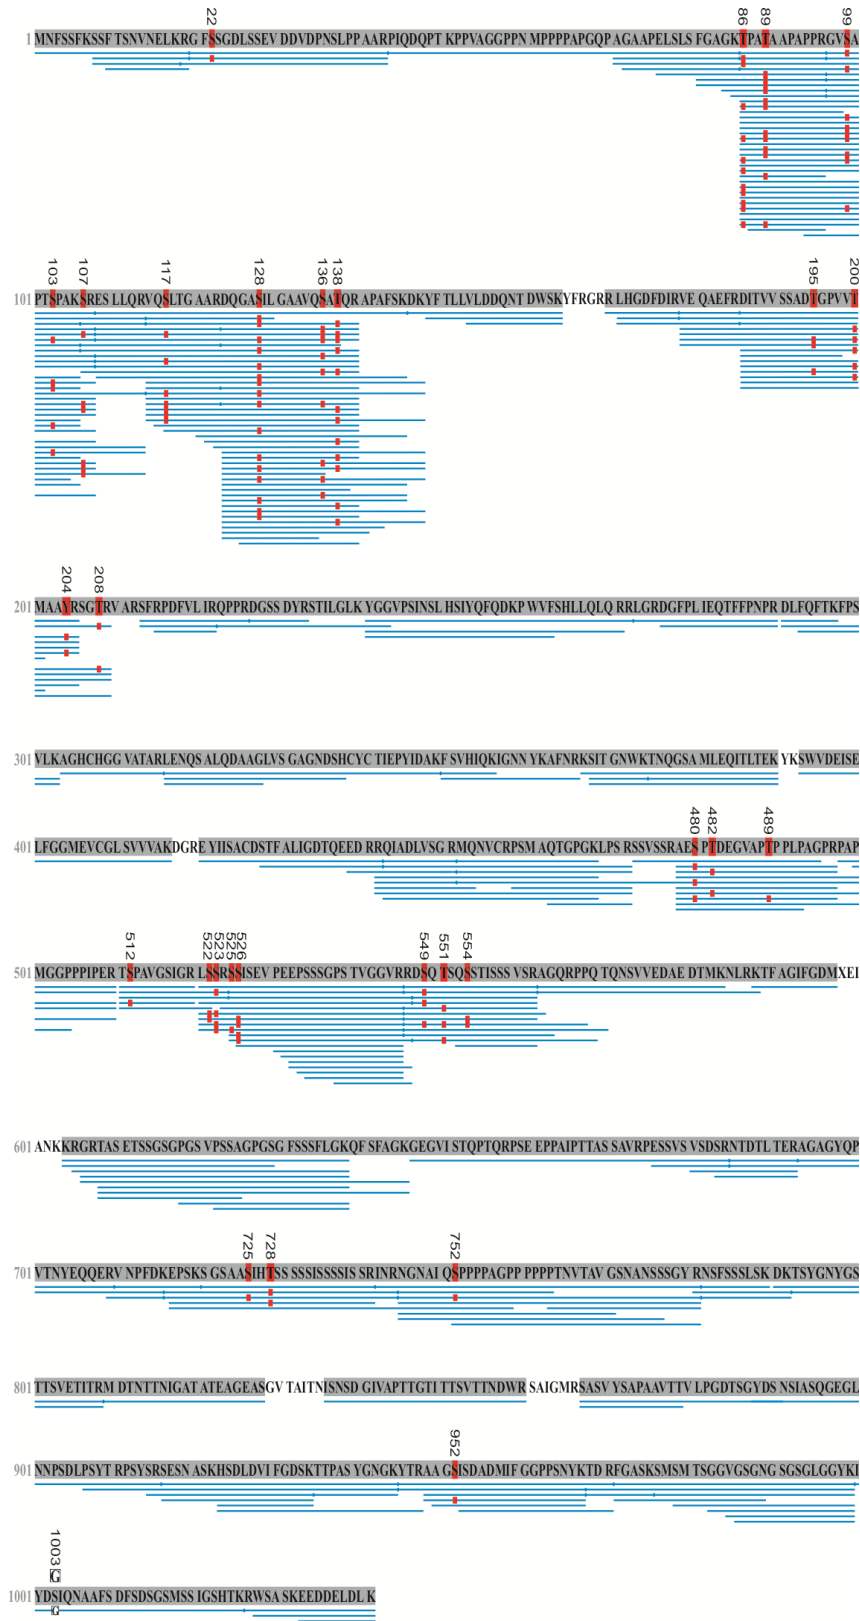 22 86 89 99
1 MNFSSFKSSF TSNVNELKRG FSSGDLSSEV DDVDPNSLPP AARPIQDQPT KPPVAGGPPN MPPPPAPGQP AGAAPELSLS FGAGKTPATA APAPPRGVSA
103 107 117 128 136 138 195 200
101 PTSPAKSRES LLQRVQSLTG AARDQGASIL GAAVQSATQR APAFSKDKYF TLLVLDDQNT DWSKYFRGRR LHGDFDIRVE QAEFRDITVV SSADTGPVVT
204 208
201 MAAYRSGTRV ARSFRPDFVL IRQPPRDGSS DYRSTILGLK YGGVPSINSL HSIYQFQDKP WVFSHLLQLQ RRLGRDGFPL IEQTFFPNPR DLFQFTKFPS
301 VLKAGHCHGG VATARLENQS ALQDAAGLVS GAGNDSHCYC TIEPYIDAKF SVHIQKIGNN YKAFNRKSIT GNWKTNQGSA MLEQITLTEK YKSWVDEISE
480 482 489
401 LFGGMEVCGL SVVVAKDGRE YIISACDSTF ALIGDTQEED RRQIADLVSG RMQNVCRPSM AQTGPGKLPS RSSVSSRAES PTDEGVAPTP PPLPAGPRPAP
512 522 523 525 526 549 551 554
501 MGGPPPIPER TSPAVGSIGR LSSRSSISEV PEEPSSSGPS TVGGVRRDSQ TSQSSTISSS VSRAGQRPPQ TQNSVVEDAE DTMKNLRKTF AGIFGDMXEI
601 ANKKRGRTAS ETSSGSGPGS VPSSAGPGSG FSSSFLGKQF SFAGKGEGVI STQPTQRPSE EPPAIPTTAS SAVRPESSVS VSDSRNTDTL TERAGAGYQP
725 728 752
701 VTNYEQQERV NPFDKEPSKS GSAASIHTSS SSSISSSSIS SRINRNGNAI QSPPPPAGPP PPPPTNVTAV GSNANSSSGY RNSFSSSLSK DKTSYGNYGS
801 TTSVETITRM DTNTTNIGAT ATEAGEASGV TAITNISNSD GIVAPTTGTI TTSVTTNDWR SAIGMRSASV YSAPAAVTTV LPGDTSGYDS NSIASQGEGL
952
901 NNPSDLPSYT RPSYSRSESN ASKHSDLDVI FGDSKTTPAS YGNGKYTRAA GSISDADMIF GGPPSNYKTD RFGASKSMSM TSGGVGSGNG SGSGLGGYKI
1003 G
1001 YDSIQNAAFS DFSDSGSMSS IGSHTKRWSA SKEEDDELDL K
G